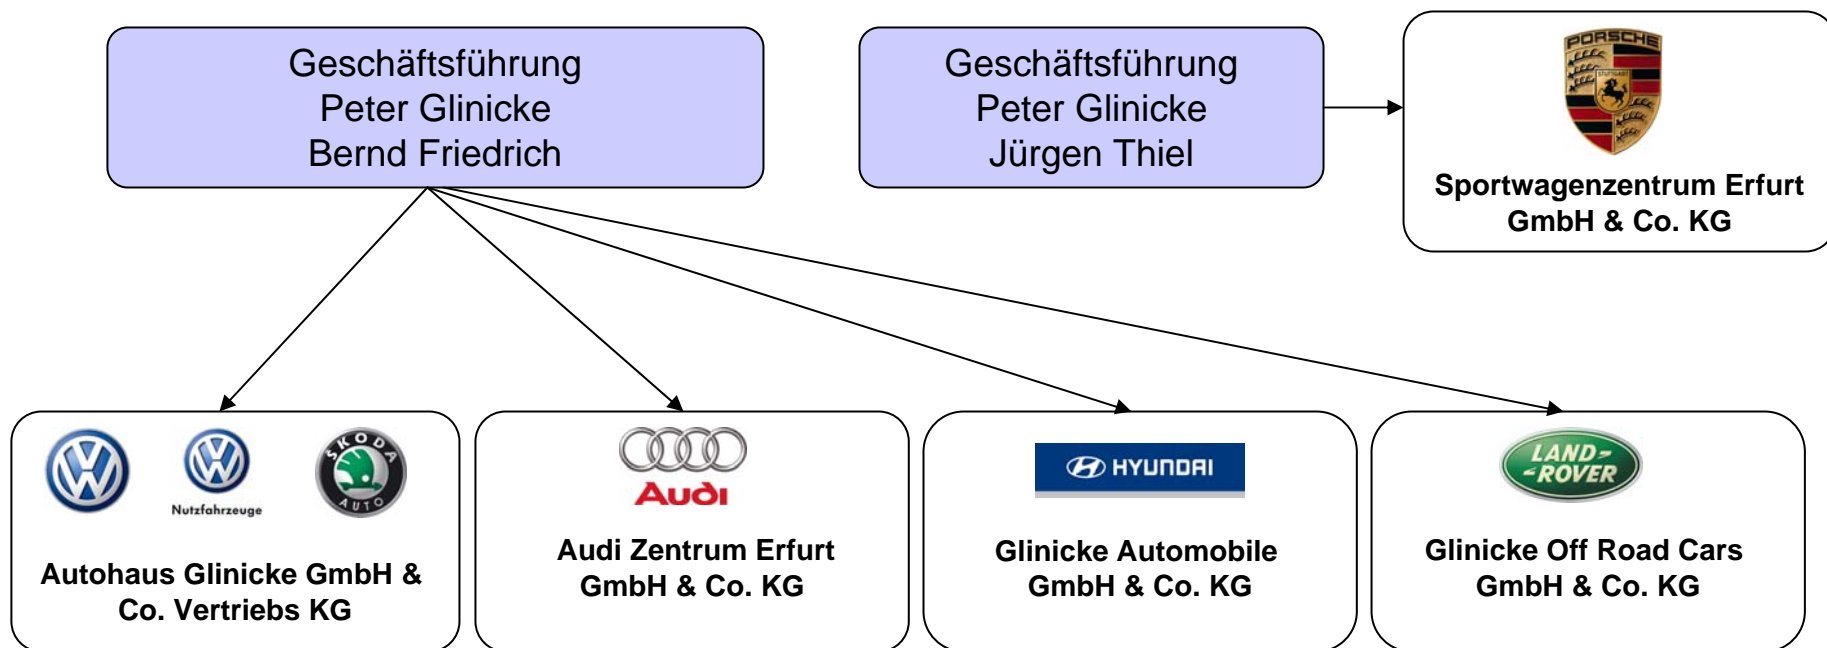 Geschäftsführung
Peter Glinicke
Bernd Friedrich
Geschäftsführung
Peter Glinicke
Jürgen Thiel
PORSCHE
STUTTGART
Sportwagenzentrum Erfurt
GmbH & Co. KG
Nutzfahrzeuge
ŠKODA
AUTO
Autohaus Glinicke GmbH &
Co. Vertriebs KG
Audi
Audi Zentrum Erfurt
GmbH & Co. KG
HYUNDAI
Glinicke Automobile
GmbH & Co. KG
LAND-
-ROVER
Glinicke Off Road Cars
GmbH & Co. KG